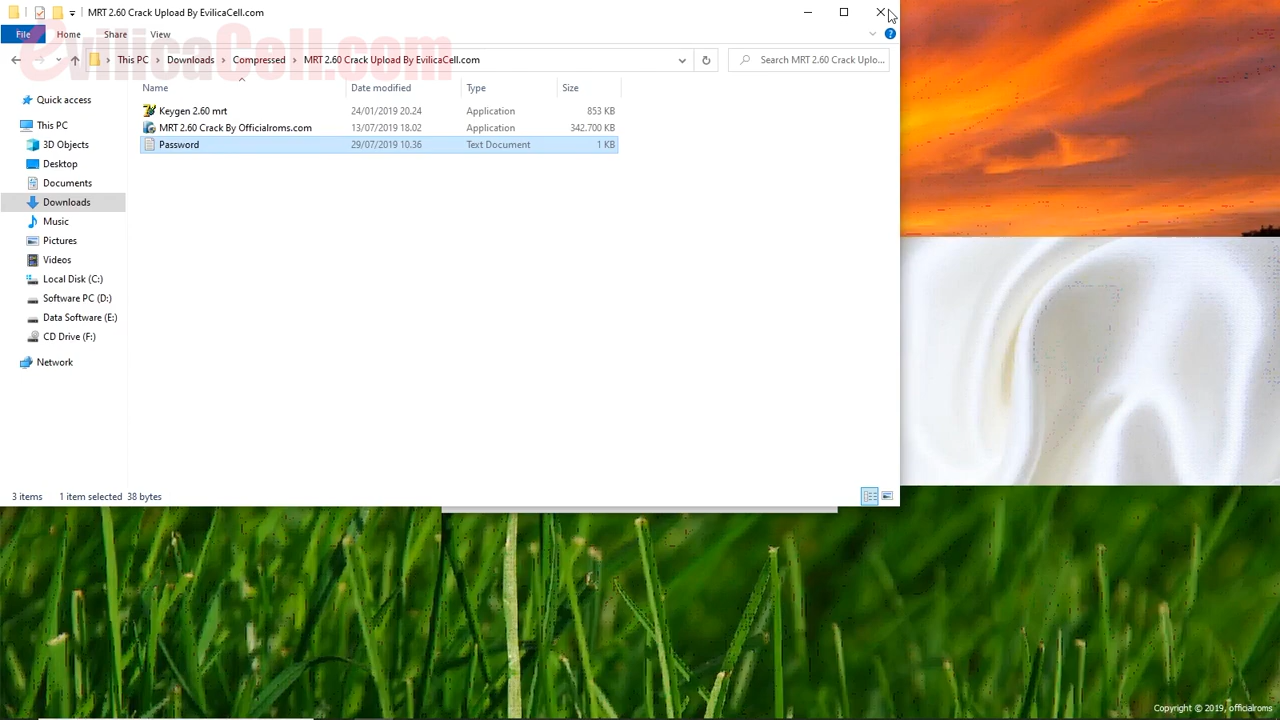 MRT 2.60 Crack Upload By EvilicaCell.com
File Home Share View
EvilicaCell.com
This PC > Downloads > Compressed > MRT 2.60 Crack Upload By EvilicaCell.com
Search MRT 2.60 Crack Uplo...
Name Date modified Type Size
Keygen 2.60 mrt 24/01/2019 20.24 Application 853 KB
MRT 2.60 Crack By Officialroms.com 13/07/2019 18.02 Application 342.700 KB
Password 29/07/2019 10.36 Text Document 1 KB
Quick access
This PC
3D Objects
Desktop
Documents
Downloads
Music
Pictures
Videos
Local Disk (C:)
Software PC (D:)
Data Software (E:)
CD Drive (F:)
Network
3 items 1 item selected 38 bytes
Copyright © 2019, officialroms